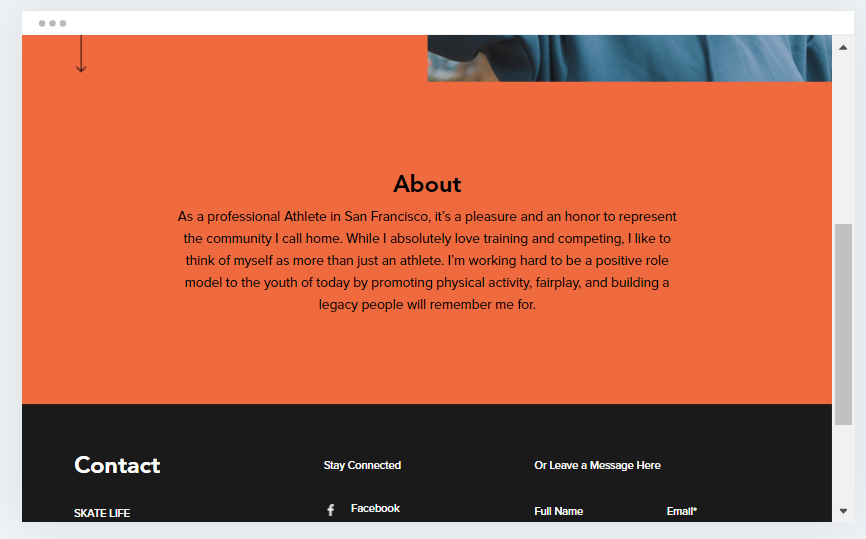 About
As a professional Athlete in San Francisco, it's a pleasure and an honor to represent
the community I call home. While I absolutely love training and competing, I like to
think of myself as more than just an athlete. I'm working hard to be a positive role
model to the youth of today by promoting physical activity, fairplay, and building a
legacy people will remember me for.
Contact
Stay Connected
Or Leave a Message Here
SKATE LIFE
Facebook
Full Name
Email*